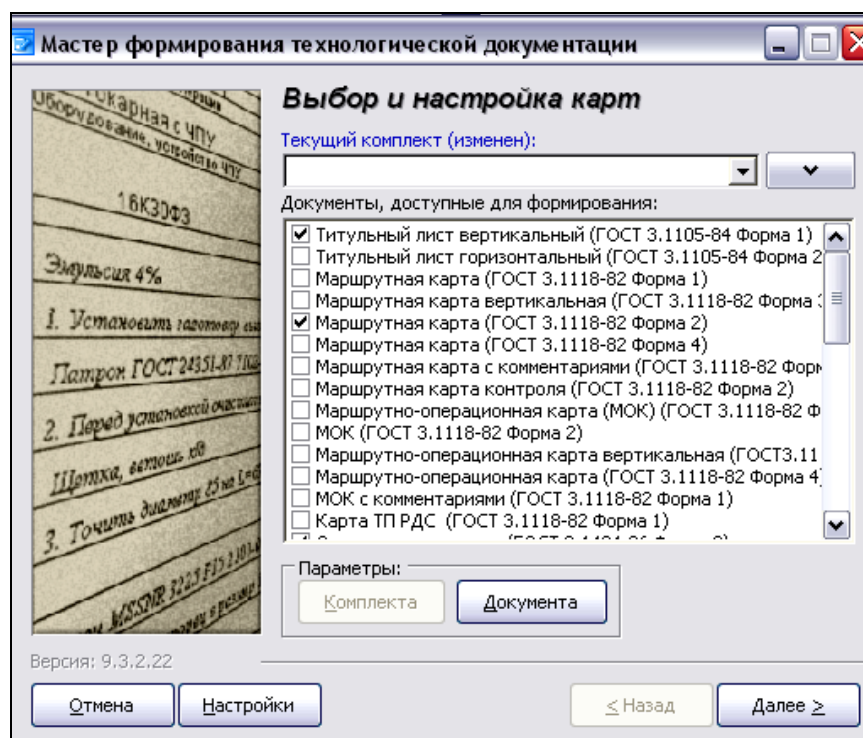 Мастер формирования технологической документации
Токарная с ЧПУ
Оборудование, устройство ЧПУ
16К30Ф3
Эмульсия 4%
1. Установить заготовку
Патрон ГОСТ 24351-87
2. Перед установкой
Щетка, ветошь х/б
3. Точить диаметр
Выбор и настройка карт
Текущий комплект (изменен):
Документы, доступные для формирования:
Титульный лист вертикальный (ГОСТ 3.1105-84 Форма 1)
Титульный лист горизонтальный (ГОСТ 3.1105-84 Форма 2
Маршрутная карта (ГОСТ 3.1118-82 Форма 1)
Маршрутная карта вертикальная (ГОСТ 3.1118-82 Форма
Маршрутная карта (ГОСТ 3.1118-82 Форма 2)
Маршрутная карта (ГОСТ 3.1118-82 Форма 4)
Маршрутная карта с комментариями (ГОСТ 3.1118-82 Форм
Маршрутная карта контроля (ГОСТ 3.1118-82 Форма 2)
Маршрутно-операционная карта (МОК) (ГОСТ 3.1118-82 Ф
МОК (ГОСТ 3.1118-82 Форма 2)
Маршрутно-операционная карта вертикальная (ГОСТ3.11
Маршрутно-операционная карта (ГОСТ 3.1118-82 Форма 4
МОК с комментариями (ГОСТ 3.1118-82 Форма 1)
Карта ТП РДС (ГОСТ 3.1118-82 Форма 1)
Параметры:
Комплекта
Документа
Версия: 9.3.2.22
Отмена
Настройки
< Назад
Далее >